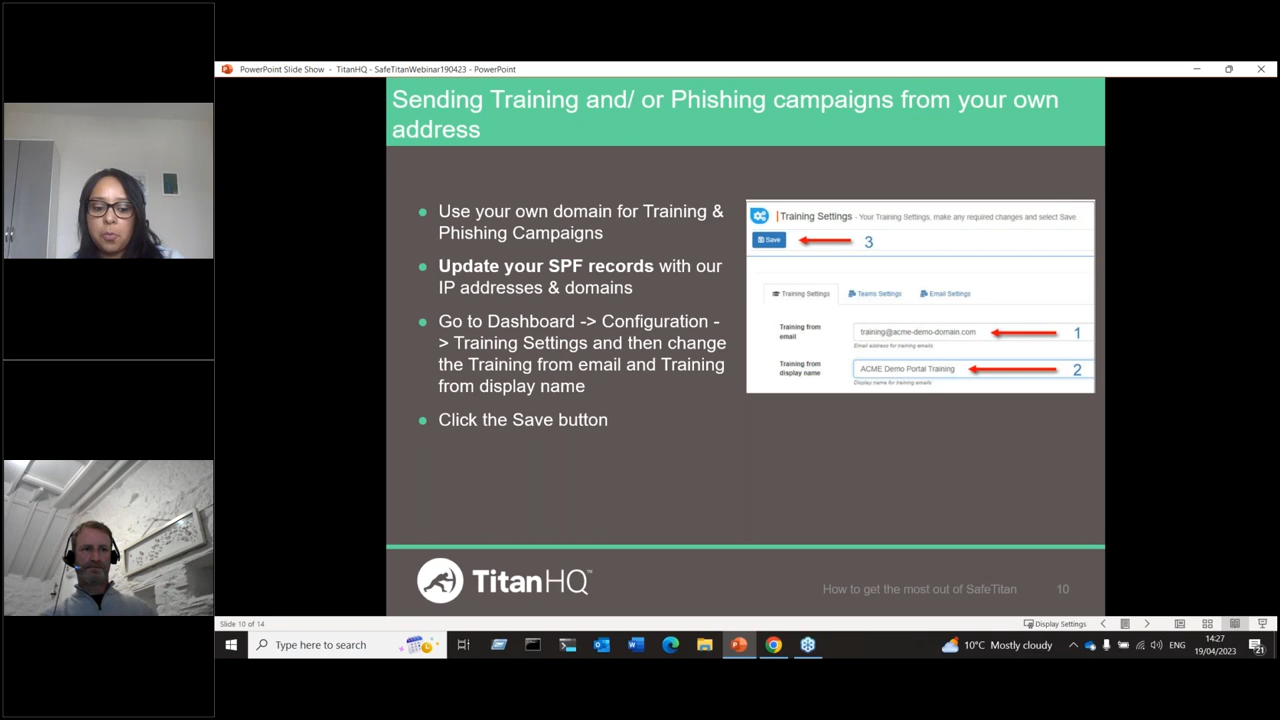 PowerPoint Slide Show - TitanHQ - SafeTitanWebinar190423 - PowerPoint
Sending Training and/ or Phishing campaigns from your own
address
● Use your own domain for Training &
Phishing Campaigns
● Update your SPF records with our
IP addresses & domains
● Go to Dashboard -> Configuration -
> Training Settings and then change
the Training from email and Training
from display name
● Click the Save button
Training Settings - Your Training Settings, make any required changes and select Save
Save
3
Training Settings Teams Settings Email Settings
Training from
email
training@acme-demo-domain.com
1
Email address for training emails
Training from
display name
ACME Demo Portal Training
2
Display name for training emails
TitanHQ™
How to get the most out of SafeTitan 10
Slide 10 of 14
Display Settings
Type here to search
10°C Mostly cloudy
ENG
14:27
19/04/2023
21